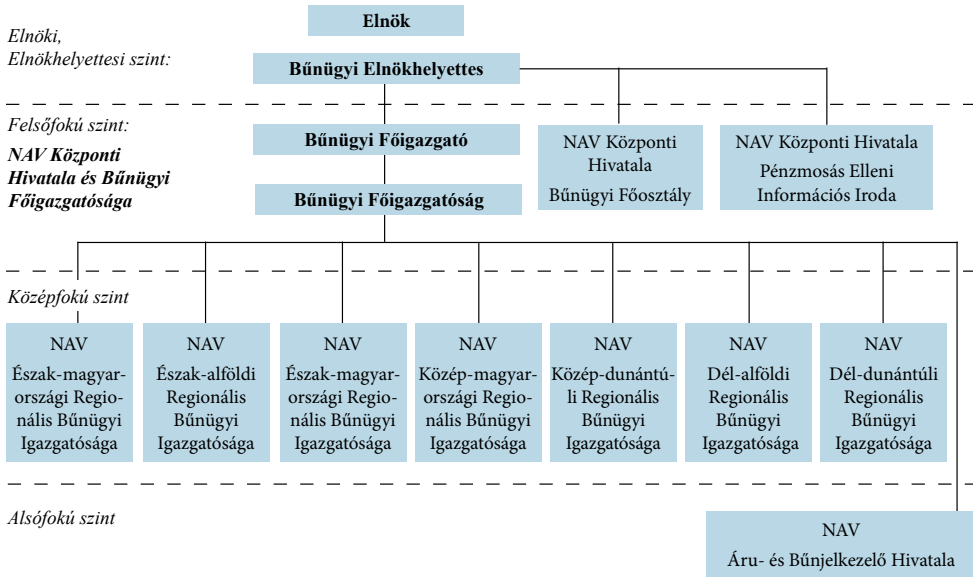 Elnöki,
Elnökhelyettesi szint:
Elnök
Bűnügyi Elnökhelyettes
Felsőfokú szint:
NAV Központi
Hivatala és Bűnügyi
Főigazgatósága
Bűnügyi Főigazgató
Bűnügyi Főigazgatóság
NAV Központi
Hivatala
Bűnügyi Főosztály
NAV Központi Hivatala
Pénzmosás Elleni
Információs Iroda
Középfokú szint
NAV
Észak-magyar-
országi Regio-
nális Bűnügyi
Igazgatósága
NAV
Észak-alföldi
Regionális
Bűnügyi
Igazgatósága
NAV
Észak-magyar-
országi Regio-
nális Bűnügyi
Igazgatósága
NAV
Közép-magyar-
országi Regio-
nális Bűnügyi
Igazgatósága
NAV
Közép-dunántú-
li Regionális
Bűnügyi
Igazgatósága
NAV
Dél-alföldi
Regionális
Bűnügyi
Igazgatósága
NAV
Dél-dunántúli
Regionális
Bűnügyi
Igazgatósága
Alsófokú szint
NAV
Áru- és Bűnjelkezelő Hivatala